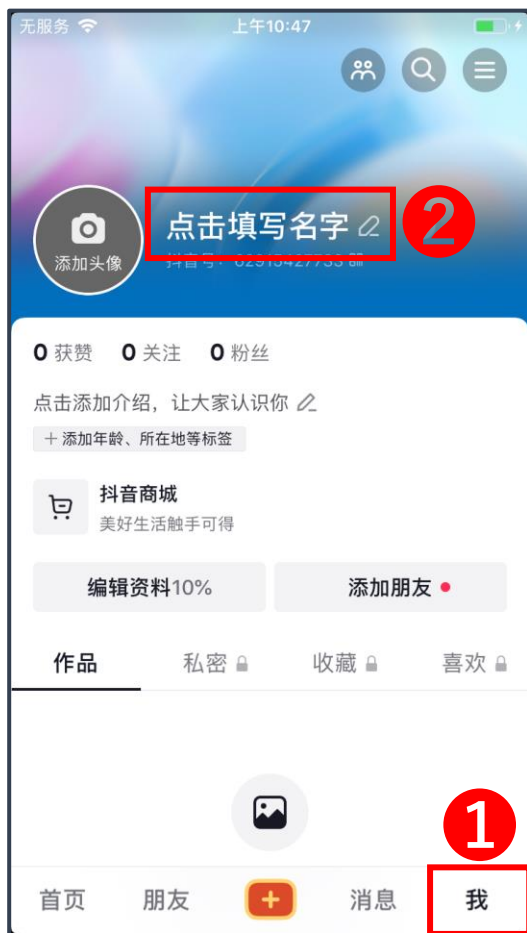 无服务 上午10:47
点击填写名字
②
添加头像
0 获赞 0 关注 0 粉丝
点击添加介绍，让大家认识你
＋添加年龄、所在地等标签
抖音商城
美好生活触手可得
编辑资料10% 添加朋友
作品 私密 收藏 喜欢
①
首页 朋友 + 消息 我